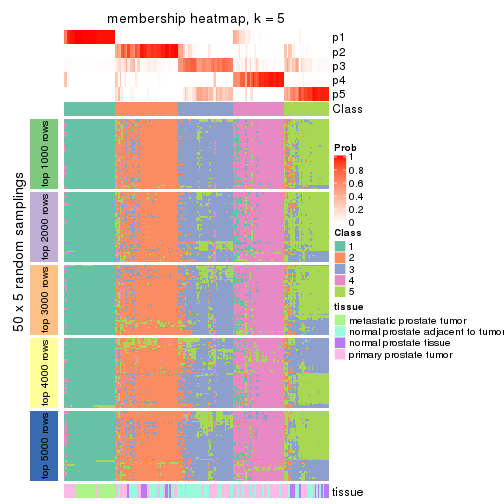 membership heatmap, k = 5
p1
p2
p3
p4
p5
Class
50 x 5 random samplings
top 1000 rows
top 2000 rows
top 3000 rows
top 4000 rows
top 5000 rows
Prob
1
0.8
0.6
0.4
0.2
0
Class
1
2
3
4
5
tissue
metastatic prostate tumor
normal prostate adjacent to tumor
normal prostate tissue
primary prostate tumor
tissue